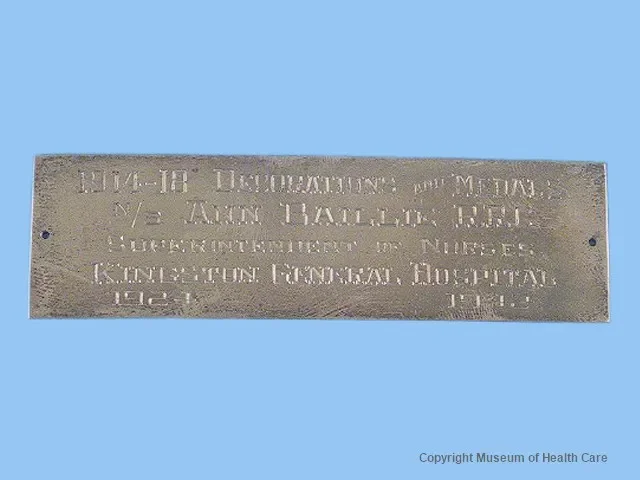 1914-18 DECORATIONS AND MEDALS
N/S ANN BAILLIE R.R.C.
SUPERINTENDENT OF NURSES
KINGSTON GENERAL HOSPITAL
1924 1942
Copyright Museum of Health Care